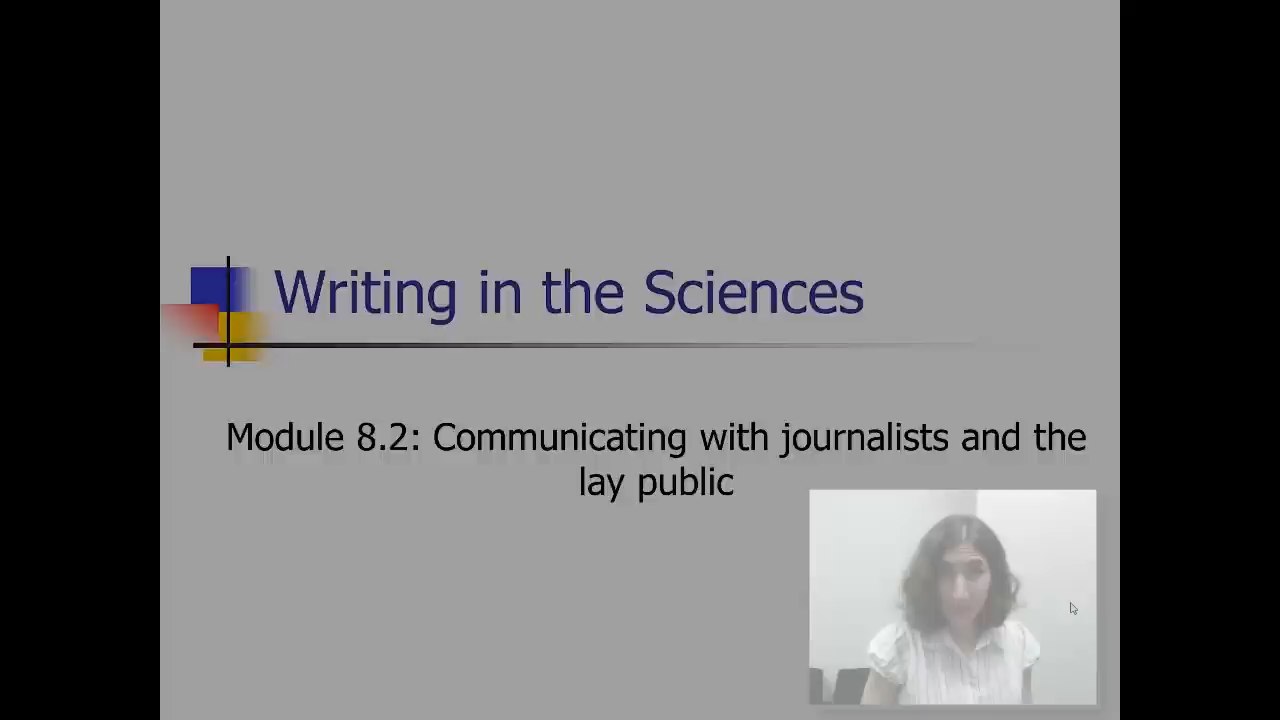 Writing in the Sciences
Module 8.2: Communicating with journalists and the
lay public